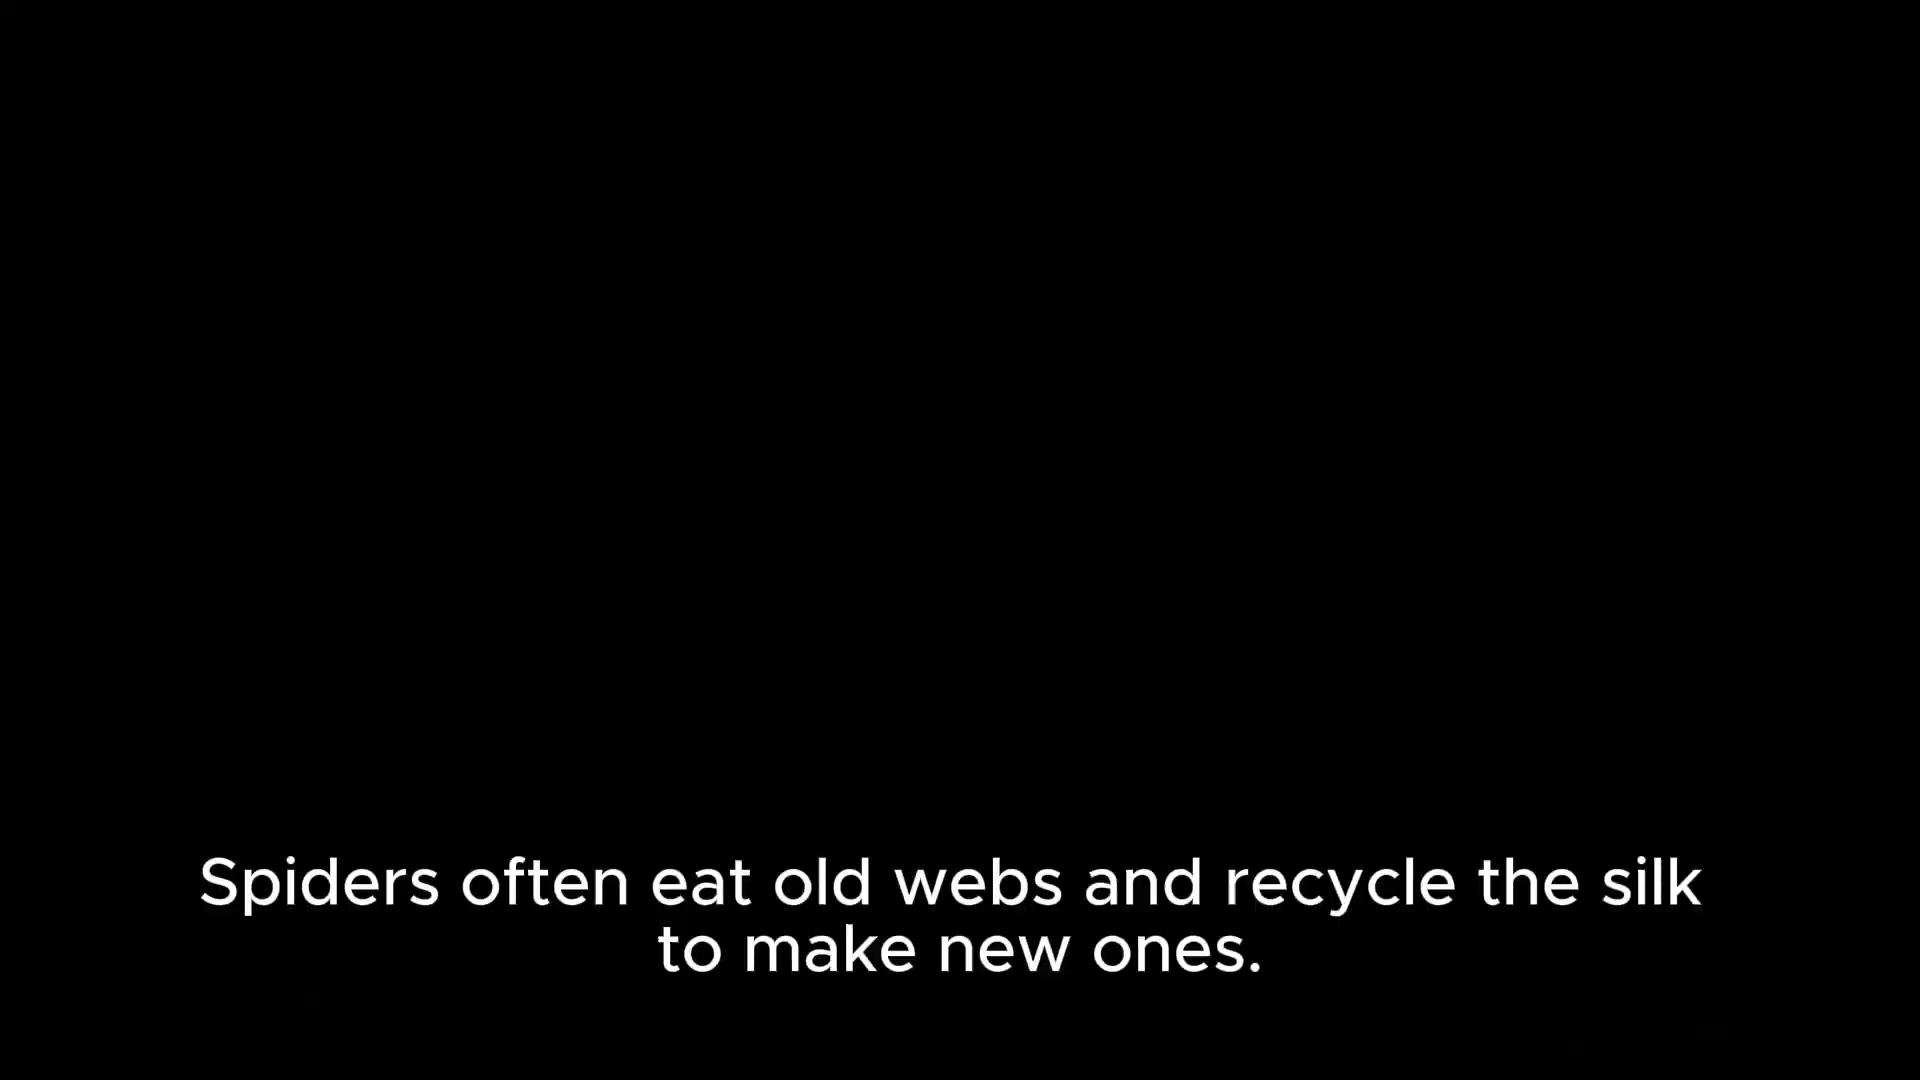 Spiders often eat old webs and recycle the silk
to make new ones.